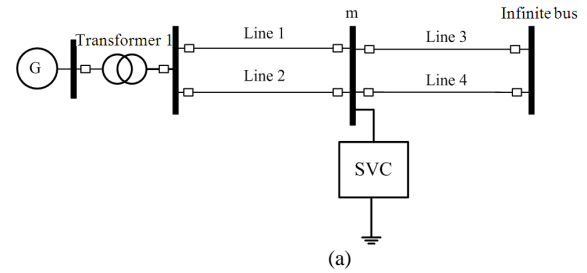 m
Infinite bus
Transformer 1
Line 1
Line 3
G
Line 2
Line 4
SVC
(a)